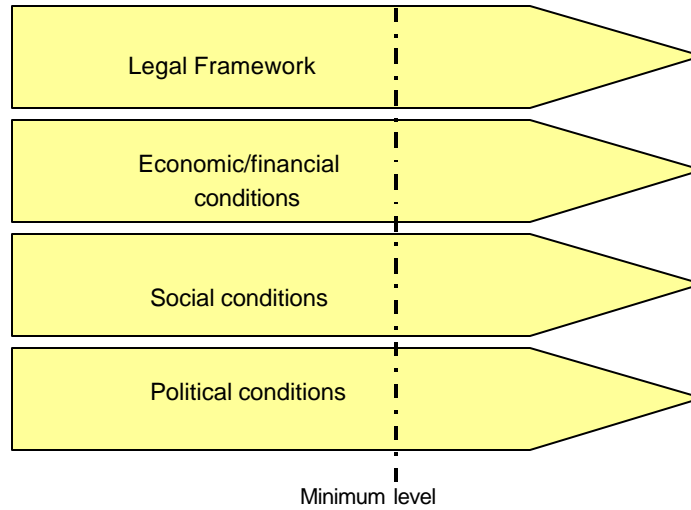 Legal Framework
Economic/financial
conditions
Social conditions
Political conditions
Minimum level